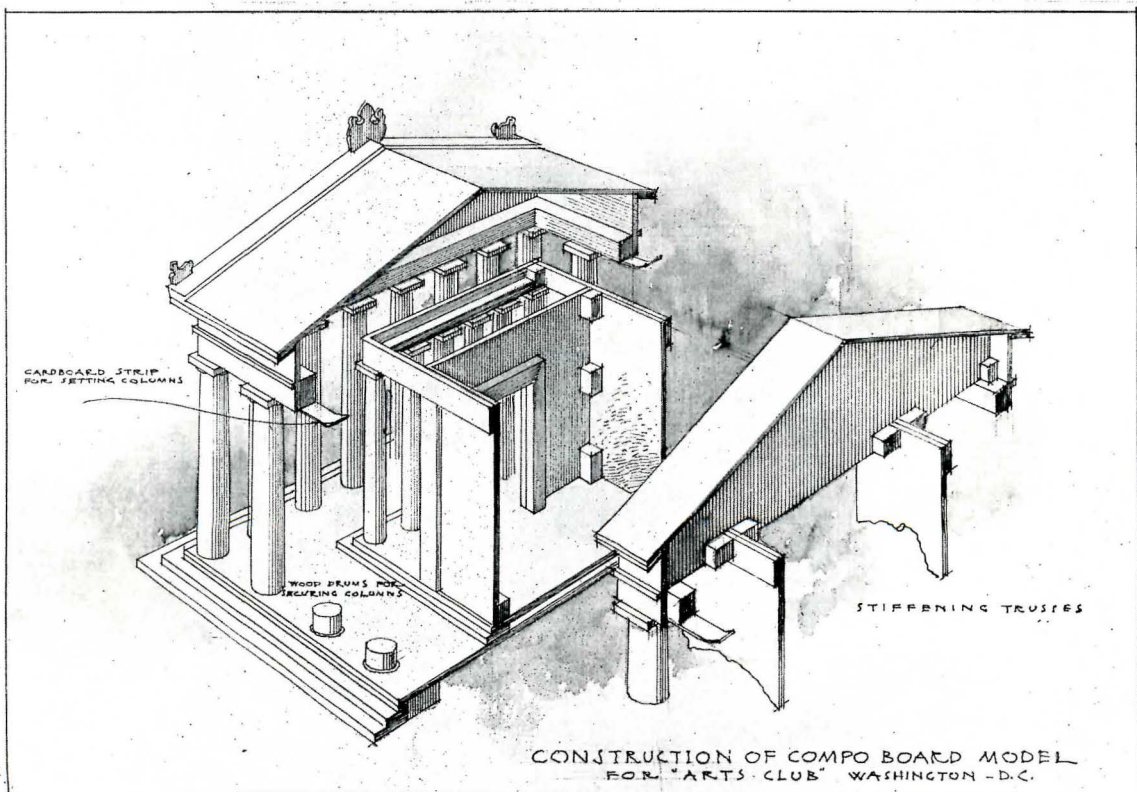 CARDBOARD STRIP
FOR SETTING COLUMNS
WOOD DRUMS FOR
SECURING COLUMNS
STIFFENING TRUSSES
CONSTRUCTION OF COMPO BOARD MODEL
FOR "ARTS CLUB" WASHINGTON - D.C.